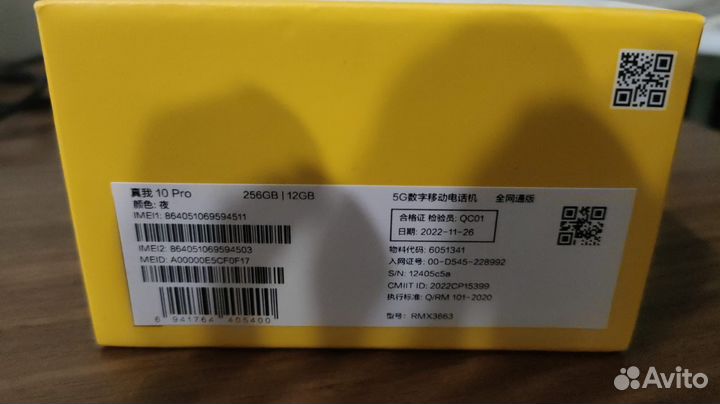 真我 10 Pro 256GB | 12GB
颜色: 夜
IMEI1: 864051069594511
IMEI2: 864051069594503
MEID: A00000E5CF0F17
6 941764 405400
5G数字移动电话机 全网通版
合格证 检验员: QC01
日期: 2022-11-26
物料代码: 6051341
入网证号: 00-D545-228992
S/N: 12405c5a
CMIIT ID: 2022CP15399
执行标准: Q/RM 101-2020
型号: RMX3663
Avito